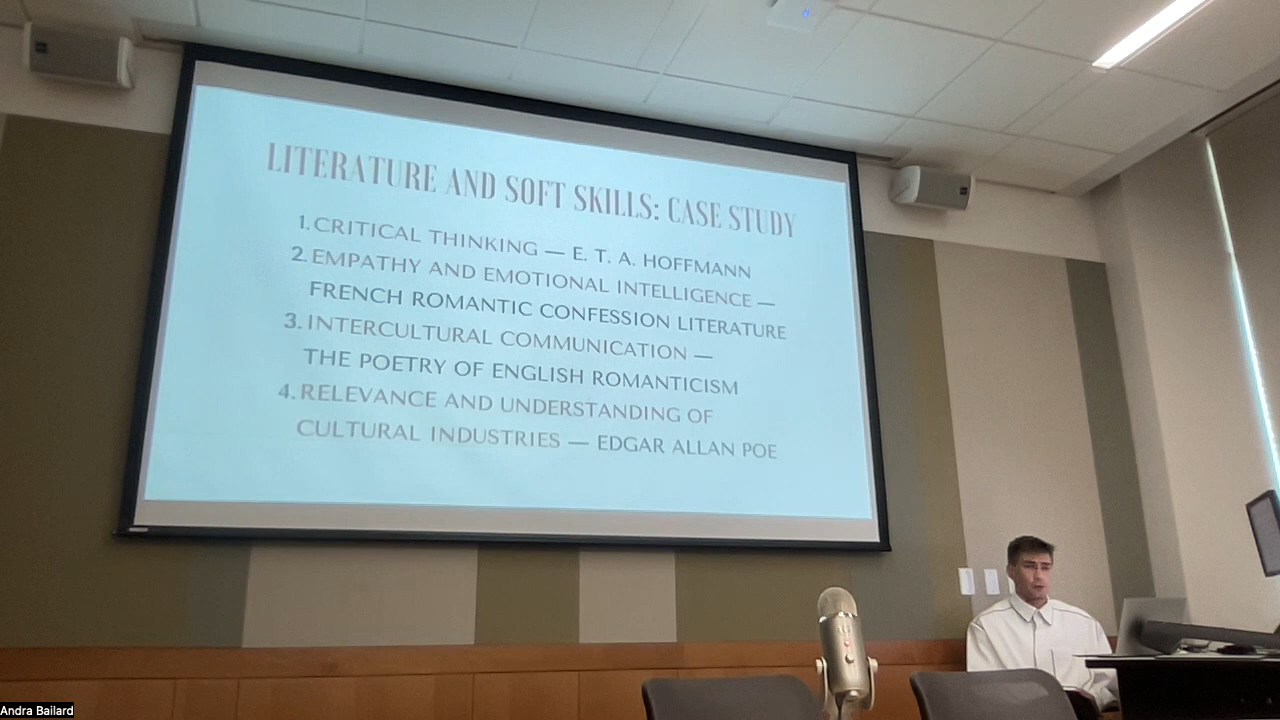 LITERATURE AND SOFT SKILLS: CASE STUDY
1. CRITICAL THINKING — E. T. A. HOFFMANN
2. EMPATHY AND EMOTIONAL INTELLIGENCE —
FRENCH ROMANTIC CONFESSION LITERATURE
3. INTERCULTURAL COMMUNICATION —
THE POETRY OF ENGLISH ROMANTICISM
4. RELEVANCE AND UNDERSTANDING OF
CULTURAL INDUSTRIES — EDGAR ALLAN POE
Andra Bailard